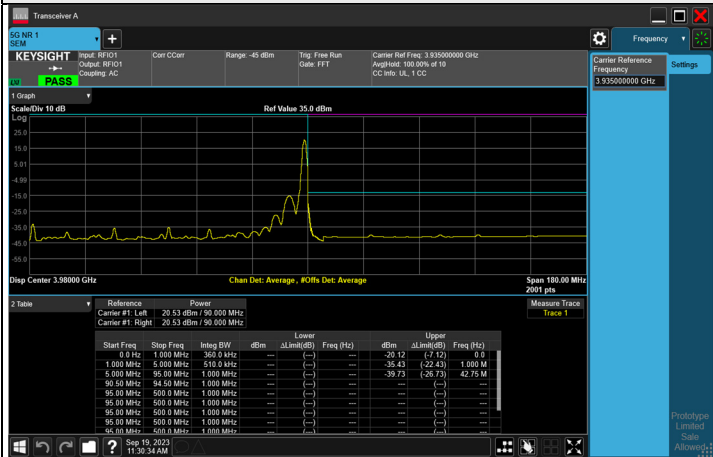 Transceiver A
5G NR 1
SEM
Frequency
KEYSIGHT
Input: RFIO1
Output: RFIO1
Coupling: AC
Corr CCorr
Range: -45 dBm
Trig: Free Run
Gate: FFT
Carrier Ref Freq: 3.935000000 GHz
Avg|Hold: 100.00% of 10
CC Info: UL, 1 CC
PASS
Carrier Reference
Frequency
3.935000000 GHz
Settings
1 Graph
Scale/Div 10 dB
Ref Value 35.0 dBm
Log
25.0
15.0
5.01
-4.99
-15.0
-25.0
-35.0
-45.0
-55.0
Disp Center 3.98000 GHz
Chan Det: Average, #Offs Det: Average
Span 180.00 MHz
2001 pts
2 Table
Reference Power
Carrier #1: Left 20.53 dBm / 90.000 MHz
Carrier #1: Right 20.53 dBm / 90.000 MHz
Measure Trace
Trace 1
Lower Upper
Start Freq Stop Freq Integ BW dBm ΔLimit(dB) Freq (Hz) dBm ΔLimit(dB) Freq (Hz)
0.0 Hz 1.000 MHz 360.0 kHz --- (---) --- -20.12 (-7.12) 0.0
1.000 MHz 5.000 MHz 510.0 kHz --- (---) --- -35.43 (-22.43) 1.000 M
5.000 MHz 95.00 MHz 1.000 MHz --- (---) --- -39.73 (-26.73) 42.75 M
90.50 MHz 94.50 MHz 1.000 MHz --- (---) --- --- (---) ---
95.00 MHz 500.0 MHz 1.000 MHz --- (---) --- --- (---) ---
95.00 MHz 500.0 MHz 1.000 MHz --- (---) --- --- (---) ---
95.00 MHz 500.0 MHz 1.000 MHz --- (---) --- --- (---) ---
95.00 MHz 500.0 MHz 1.000 MHz --- (---) --- --- (---) ---
95.00 MHz 500.0 MHz 1.000 MHz --- (---) --- --- (---) ---
Sep 19, 2023
11:30:34 AM
Prototype
Limited
Sale
Allowed